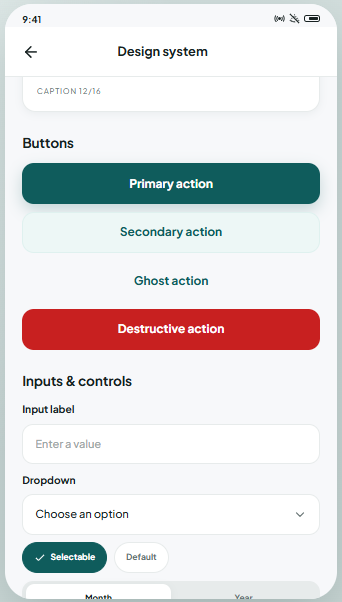 9:41
Design system
CAPTION 12/16
Buttons
Primary action
Secondary action
Ghost action
Destructive action
Inputs & controls
Input label
Enter a value
Dropdown
Choose an option
Selectable Default
Month Year